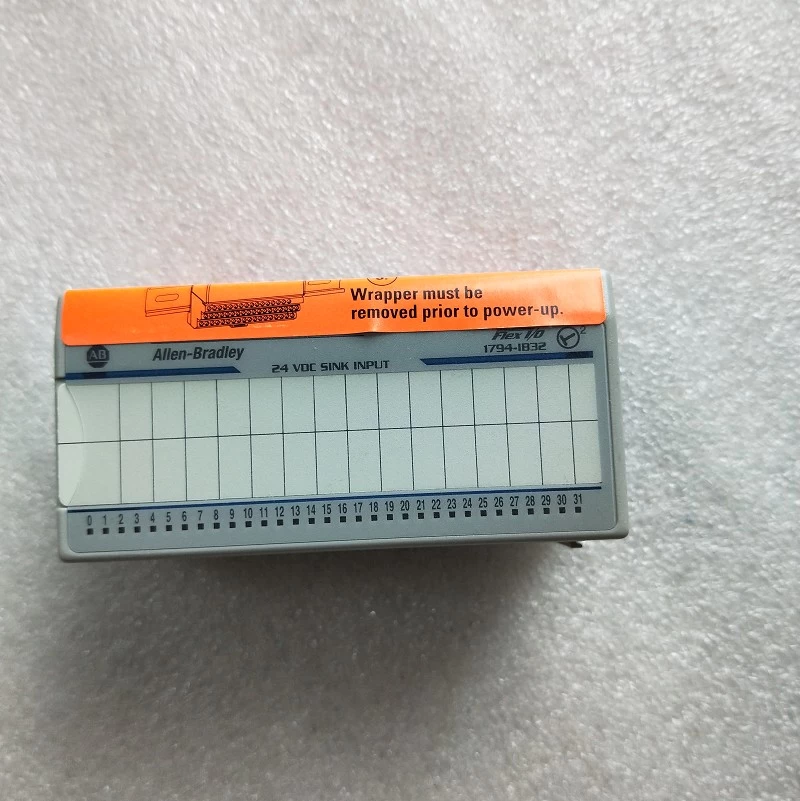 Wrapper must be
removed prior to power-up.
AB
Allen-Bradley
24 VDC SINK INPUT
Flex I/O
1794-IB32
2
0 1 2 3 4 5 6 7 8 9 10 11 12 13 14 15 16 17 18 19 20 21 22 23 24 25 26 27 28 29 30 31